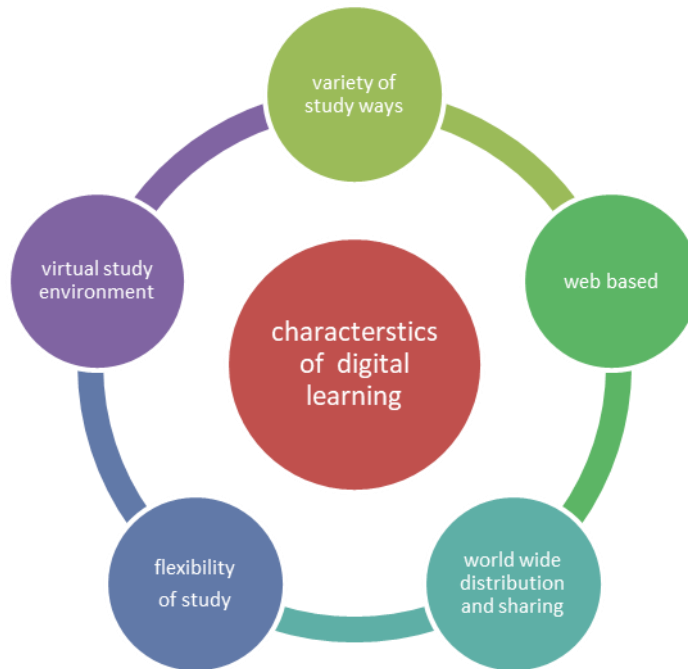 variety of
study ways
web based
world wide
distribution
and sharing
flexibility
of study
virtual study
environment
characterstics
of digital
learning